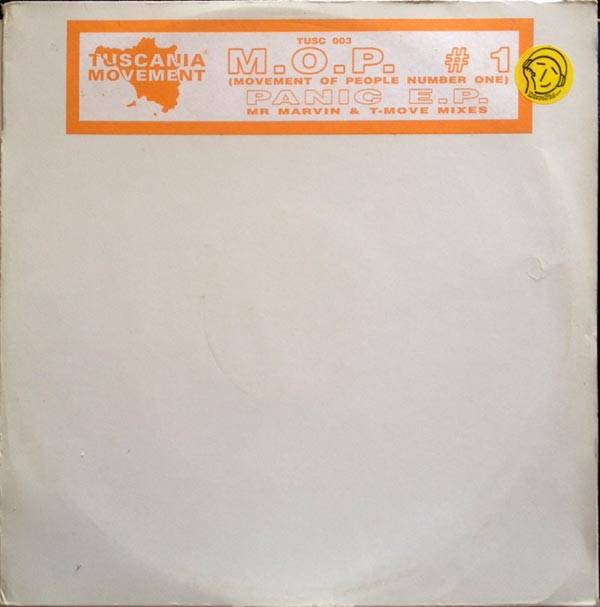 TUSC 003
TUSCANIA
MOVEMENT
M.O.P. # 1
(MOVEMENT OF PEOPLE NUMBER ONE)
PANIC E.P.
MR MARVIN & T-MOVE MIXES